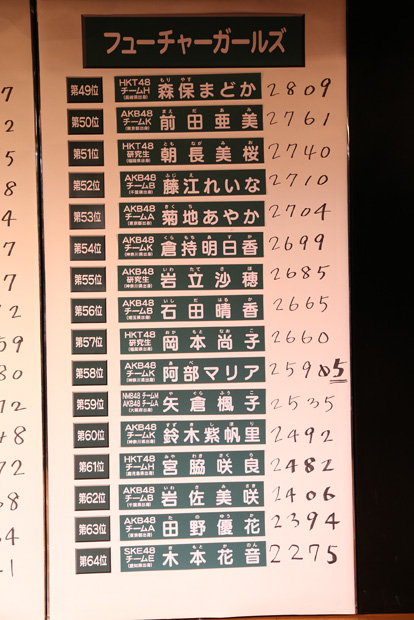 フューチャーガールズ
第49位 HKT48 チームH 森保まどか 2809
第50位 AKB48 チームK 前田亜美 2761
第51位 HKT48 研究生 朝長美桜 2740
第52位 AKB48 チームB 藤江れいな 2710
第53位 AKB48 チームA 菊地あやか 2704
第54位 AKB48 チームK 倉持明日香 2699
第55位 AKB48 研究生 岩立沙穂 2685
第56位 AKB48 チームB 石田晴香 2665
第57位 HKT48 研究生 岡本尚子 2660
第58位 AKB48 チームK 阿部マリア 2598 5
第59位 NMB48 チームM AKB48 チームA 矢倉楓子 2535
第60位 AKB48 チームK 鈴木紫帆里 2492
第61位 HKT48 チームH 宮脇咲良 2482
第62位 AKB48 チームB 岩佐美咲 2406
第63位 AKB48 チームA 田野優花 2394
第64位 SKE48 チームE 木本花音 2275